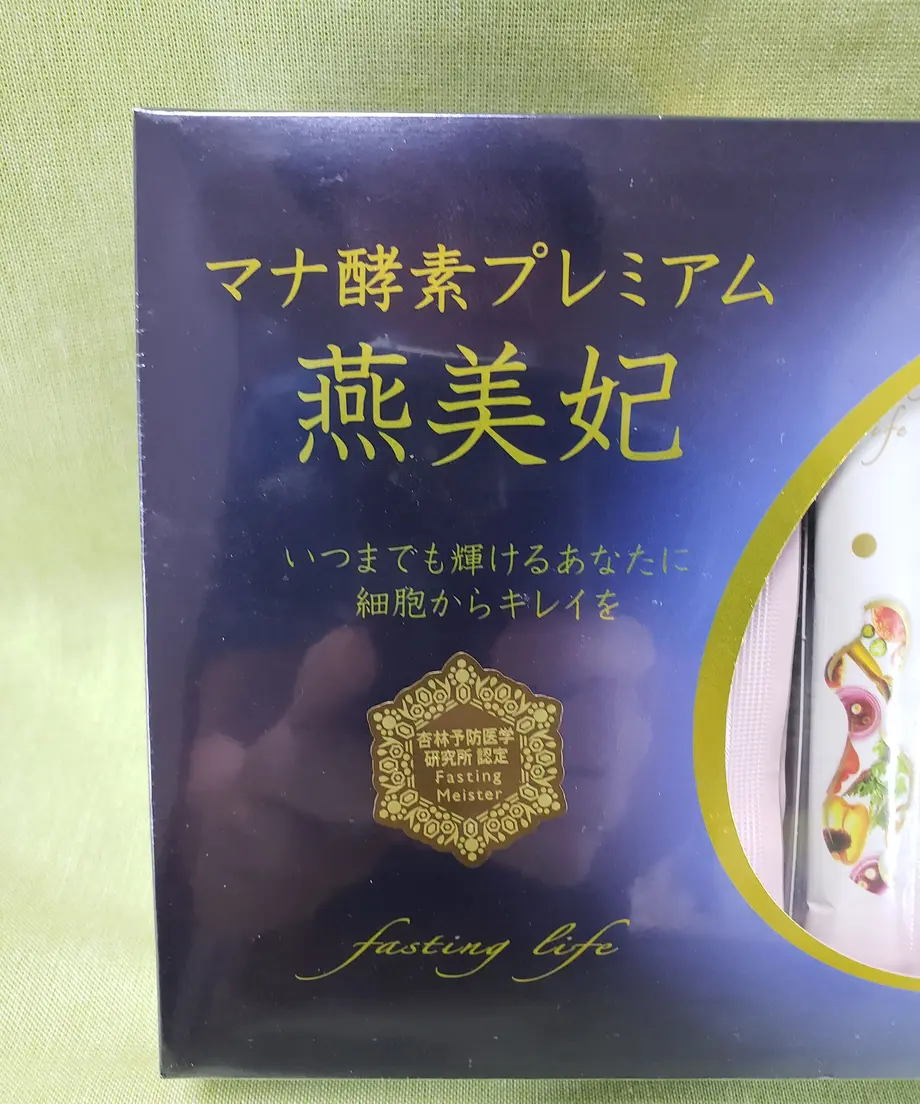 マナ酵素プレミアム
燕美妃
いつまでも輝けるあなたに
細胞からキレイを
杏林予防医学
研究所 認定
Fasting
Meister
fasting life
life